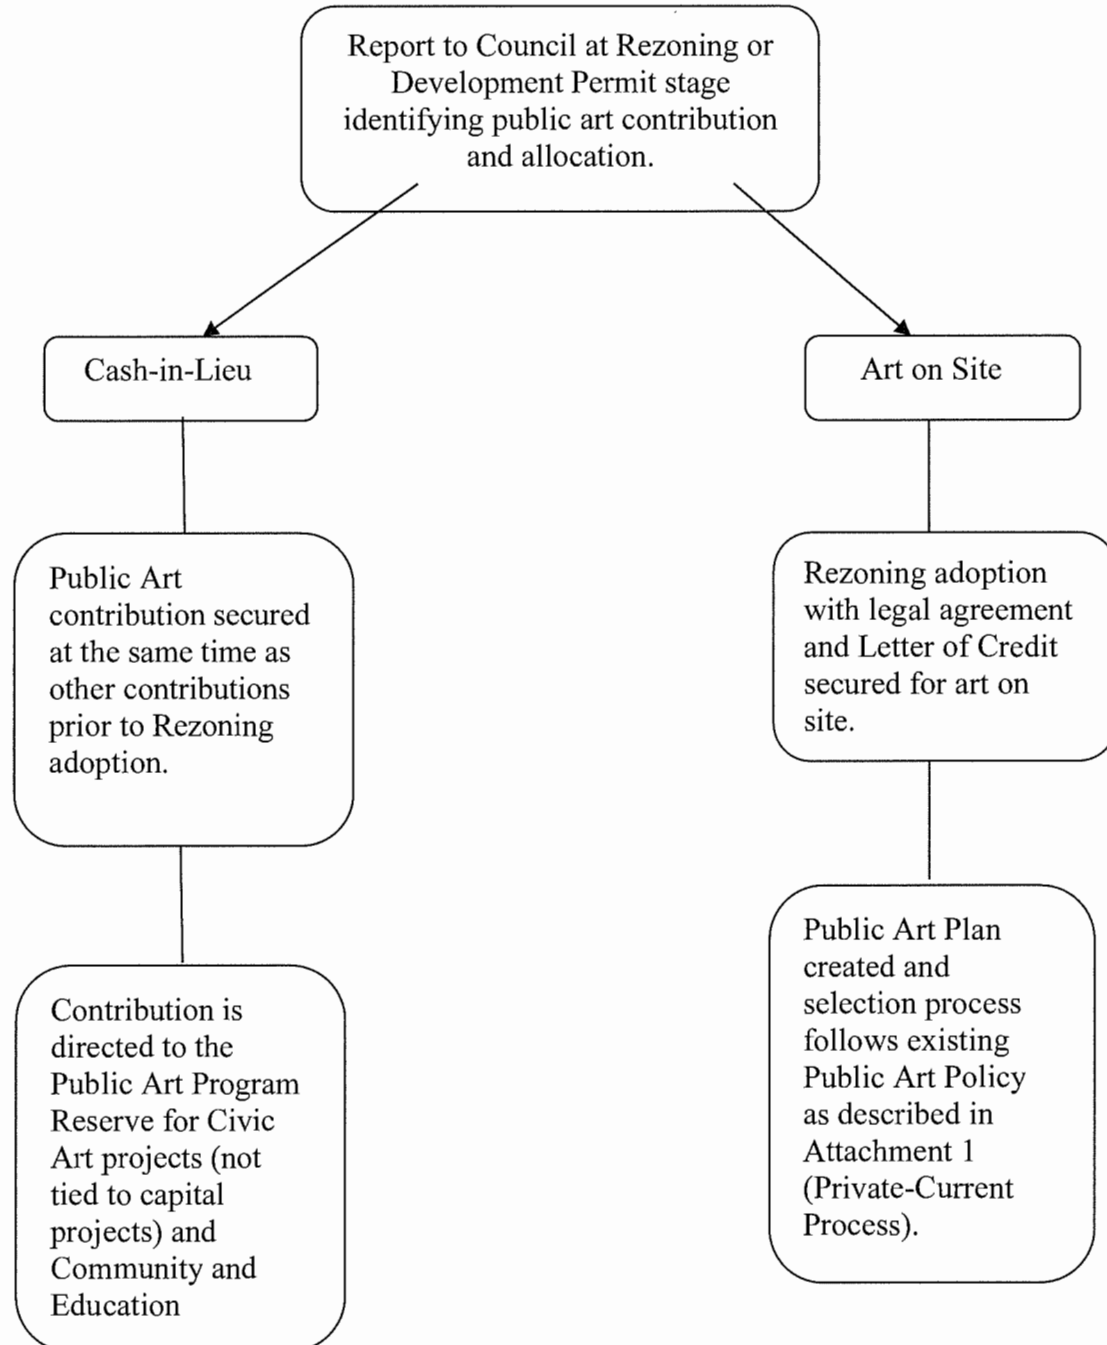 Report to Council at Rezoning or
Development Permit stage
identifying public art contribution
and allocation.
Cash-in-Lieu
Art on Site
Public Art
contribution secured
at the same time as
other contributions
prior to Rezoning
adoption.
Rezoning adoption
with legal agreement
and Letter of Credit
secured for art on
site.
Contribution is
directed to the
Public Art Program
Reserve for Civic
Art projects (not
tied to capital
projects) and
Community and
Education
Public Art Plan
created and
selection process
follows existing
Public Art Policy
as described in
Attachment 1
(Private-Current
Process).